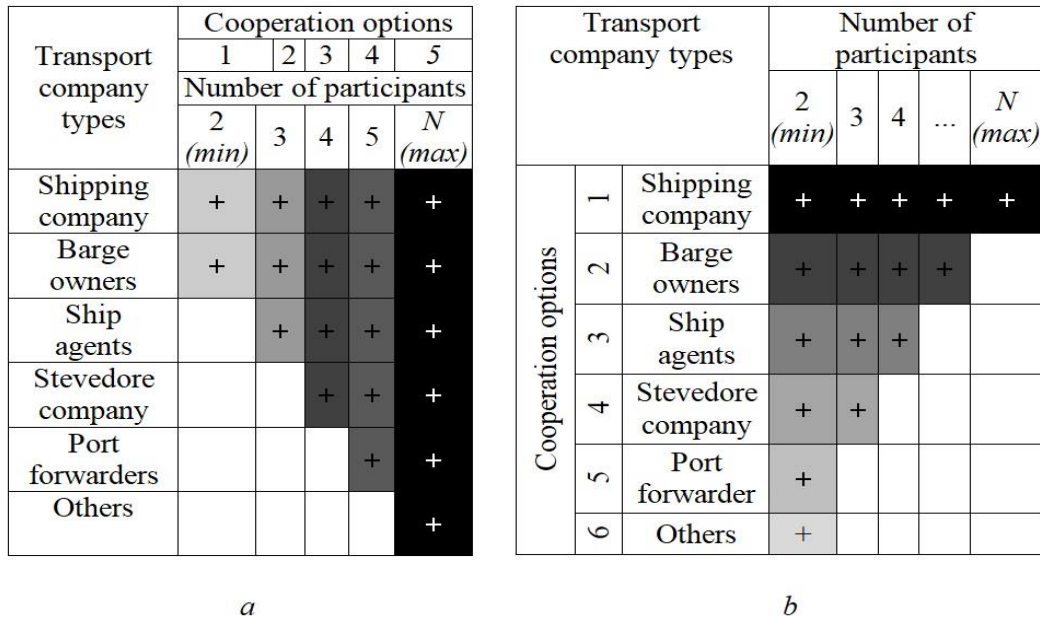 Transport company types
Cooperation options
1 2 3 4 5
Number of participants
2 (min) 3 4 5 N (max)
Shipping company + + + + +
Barge owners + + + + +
Ship agents + + + +
Stevedore company + + +
Port forwarders + +
Others +
a
Transport company types
Number of participants
2 (min) 3 4 ... N (max)
Cooperation options
1 Shipping company + + + + +
2 Barge owners + + + +
3 Ship agents + + +
4 Stevedore company + +
5 Port forwarder +
6 Others +
b